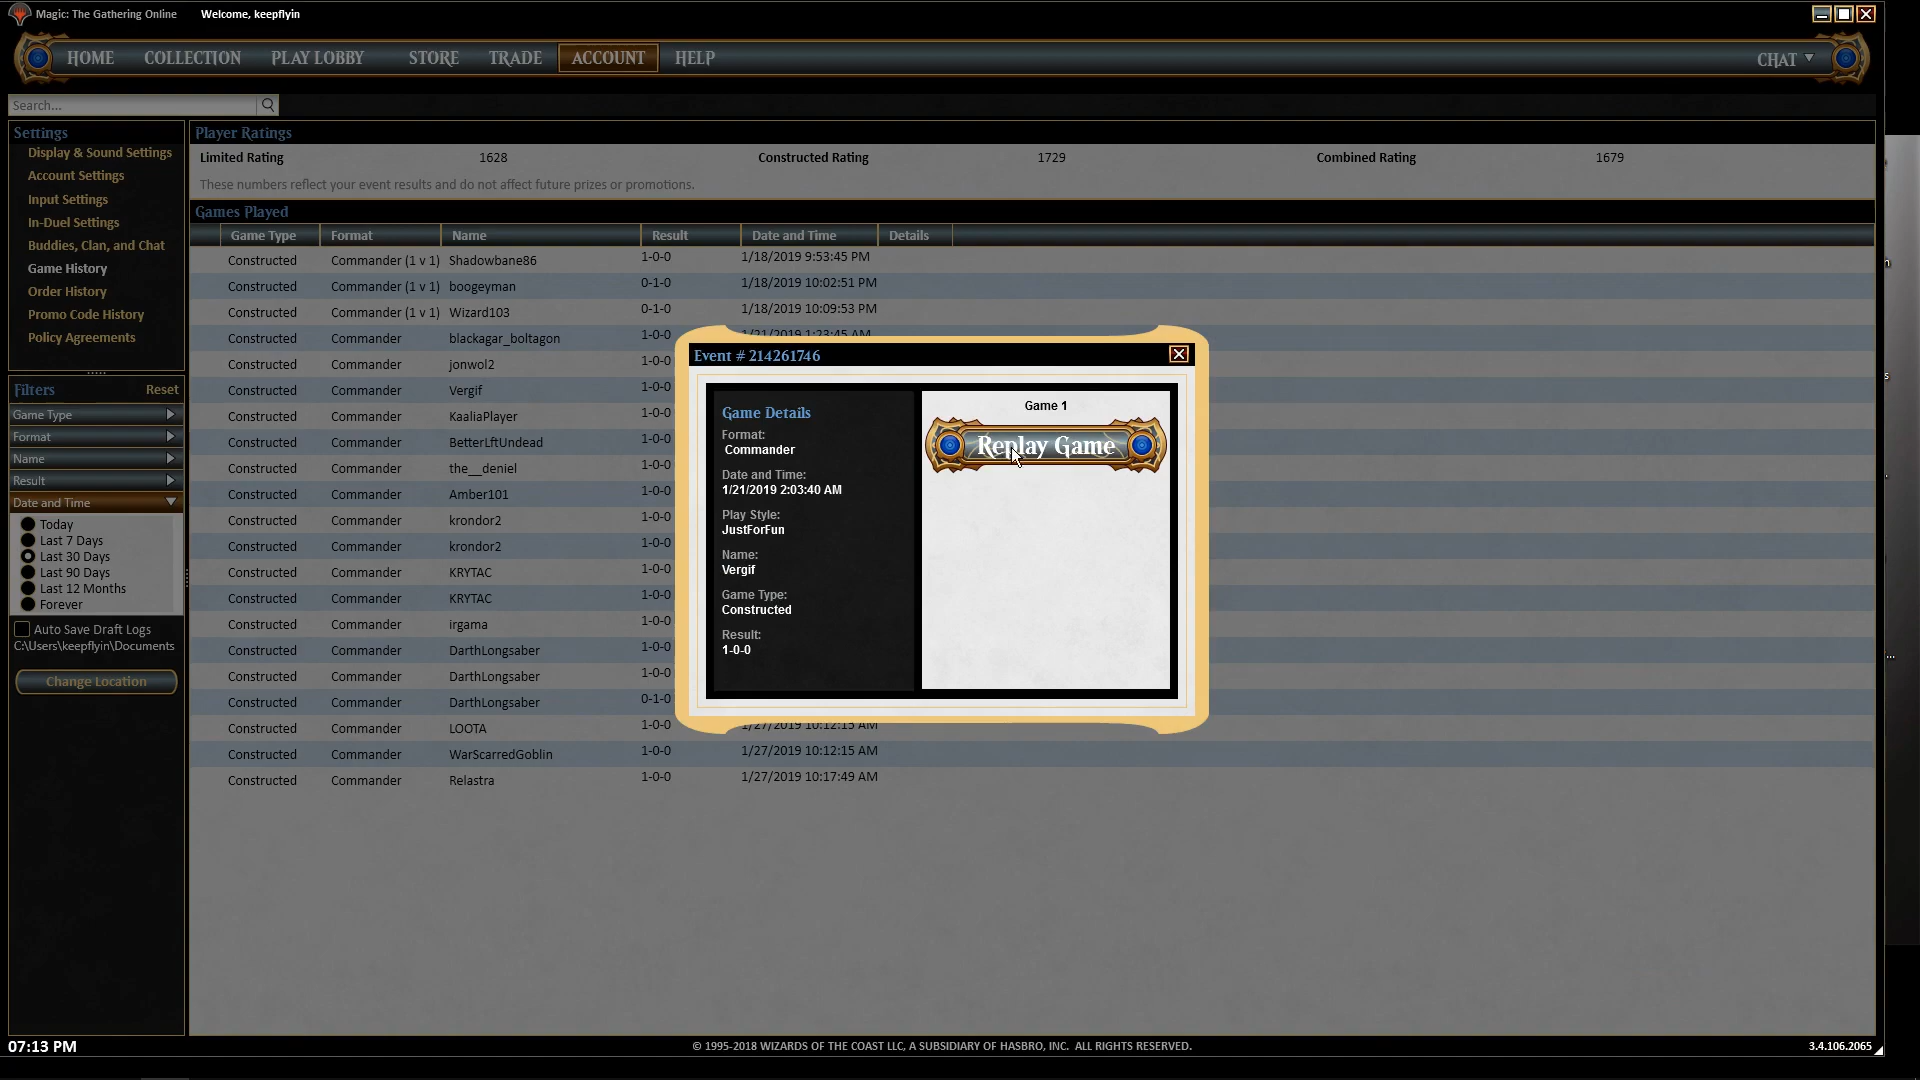 Magic: The Gathering Online Welcome, keepflyin
HOME COLLECTION PLAY LOBBY STORE TRADE ACCOUNT HELP CHAT
Search...
Settings
Display & Sound Settings
Account Settings
Input Settings
In-Duel Settings
Buddies, Clan, and Chat
Game History
Order History
Promo Code History
Policy Agreements
Filters Reset
Game Type
Format
Name
Result
Date and Time
Today
Last 7 Days
Last 30 Days
Last 90 Days
Last 12 Months
Forever
Auto Save Draft Logs
C:\Users\keepflyin\Documents
Change Location
Player Ratings
Limited Rating 1628 Constructed Rating 1729 Combined Rating 1679
These numbers reflect your event results and do not affect future prizes or promotions.
Games Played
Game Type Format Name Result Date and Time Details
Constructed Commander (1 v 1) Shadowbane86 1-0-0 1/18/2019 9:53:45 PM
Constructed Commander (1 v 1) boogeyman 0-1-0 1/18/2019 10:02:51 PM
Constructed Commander (1 v 1) Wizard103 0-1-0 1/18/2019 10:09:53 PM
Constructed Commander blackagar_boltagon 1-0-0 1/21/2019 1:23:45 AM
Constructed Commander jonwol2 1-0-0
Constructed Commander Vergif 1-0-0
Constructed Commander KaaliaPlayer 1-0-0
Constructed Commander BetterLftUndead 1-0-0
Constructed Commander the__deniel 1-0-0
Constructed Commander Amber101 1-0-0
Constructed Commander krondor2 1-0-0
Constructed Commander krondor2 1-0-0
Constructed Commander KRYTAC 1-0-0
Constructed Commander KRYTAC 1-0-0
Constructed Commander irgama 1-0-0
Constructed Commander DarthLongsaber 1-0-0
Constructed Commander DarthLongsaber 1-0-0
Constructed Commander DarthLongsaber 0-1-0
Constructed Commander LOOTA 1-0-0 1/27/2019 10:12:15 AM
Constructed Commander WarScarredGoblin 1-0-0 1/27/2019 10:12:15 AM
Constructed Commander Relastra 1-0-0 1/27/2019 10:17:49 AM
Event # 214261746
Game Details
Format:
Commander
Date and Time:
1/21/2019 2:03:40 AM
Play Style:
JustForFun
Name:
Vergif
Game Type:
Constructed
Result:
1-0-0
Game 1
Replay Game
07:13 PM © 1995-2018 WIZARDS OF THE COAST LLC, A SUBSIDIARY OF HASBRO, INC. ALL RIGHTS RESERVED. 3.4.106.2065